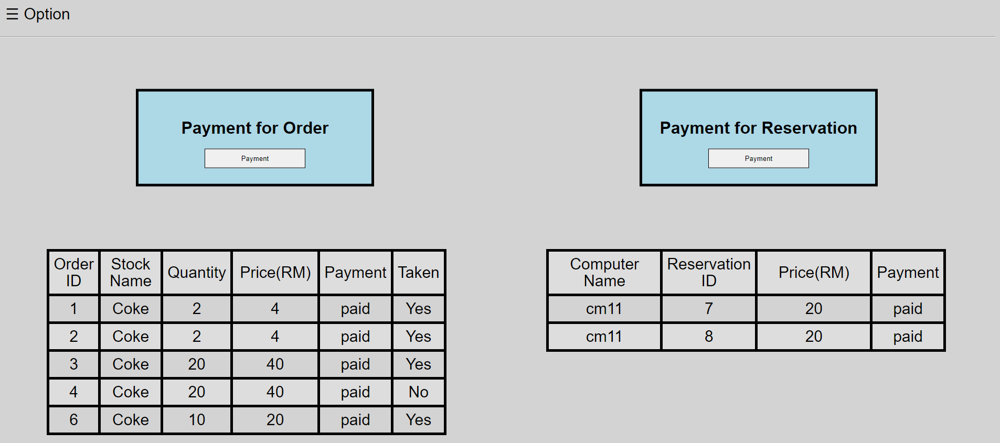 ☰ Option
Payment for Order
Payment
Payment for Reservation
Payment
Order ID Stock Name Quantity Price(RM) Payment Taken
1 Coke 2 4 paid Yes
2 Coke 2 4 paid Yes
3 Coke 20 40 paid Yes
4 Coke 20 40 paid No
6 Coke 10 20 paid Yes
Computer Name Reservation ID Price(RM) Payment
cm11 7 20 paid
cm11 8 20 paid